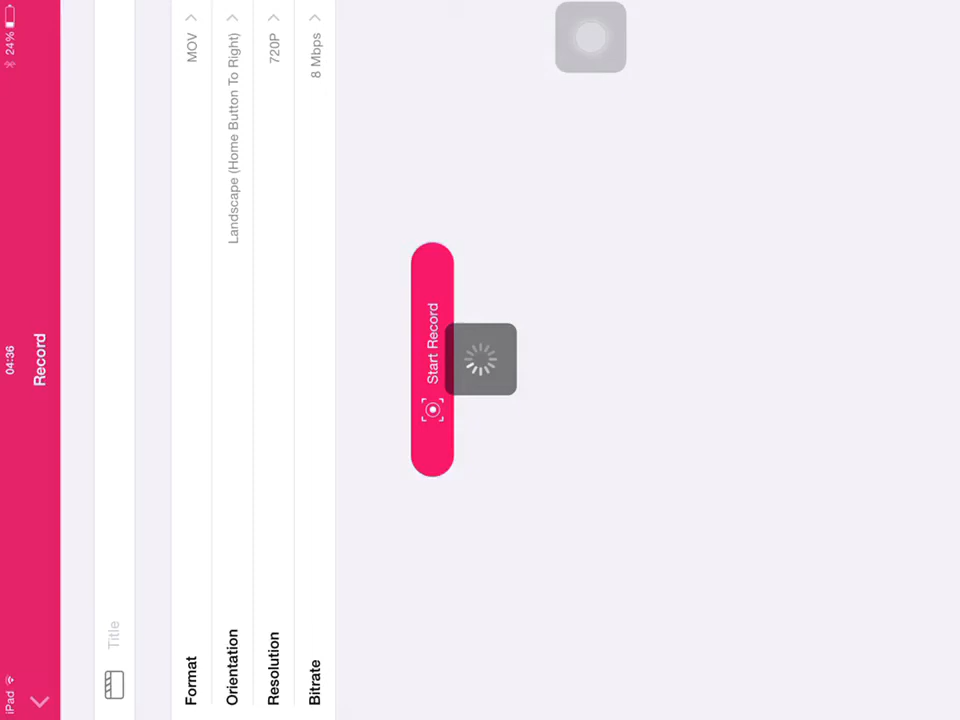 iPad 04:36 24%
Record
Title
Format MOV
Orientation Landscape (Home Button To Right)
Resolution 720P
Bitrate 8 Mbps
Start Record